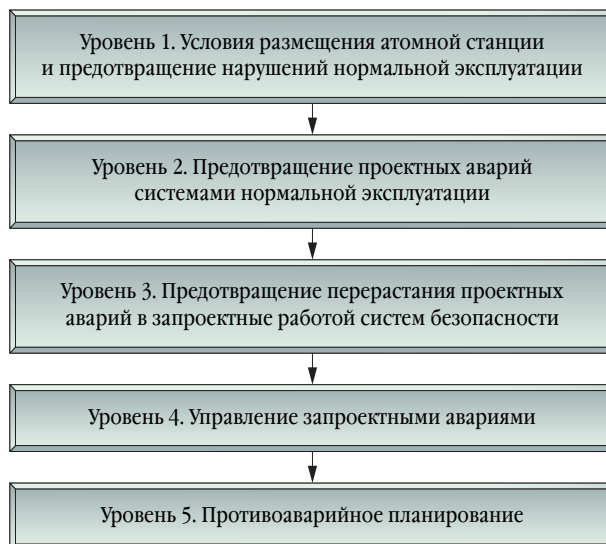 Уровень 1. Условия размещения атомной станции
и предотвращение нарушений нормальной эксплуатации
Уровень 2. Предотвращение проектных аварий
системами нормальной эксплуатации
Уровень 3. Предотвращение перерастания проектных
аварий в запроектные работой систем безопасности
Уровень 4. Управление запроектными авариями
Уровень 5. Противоаварийное планирование